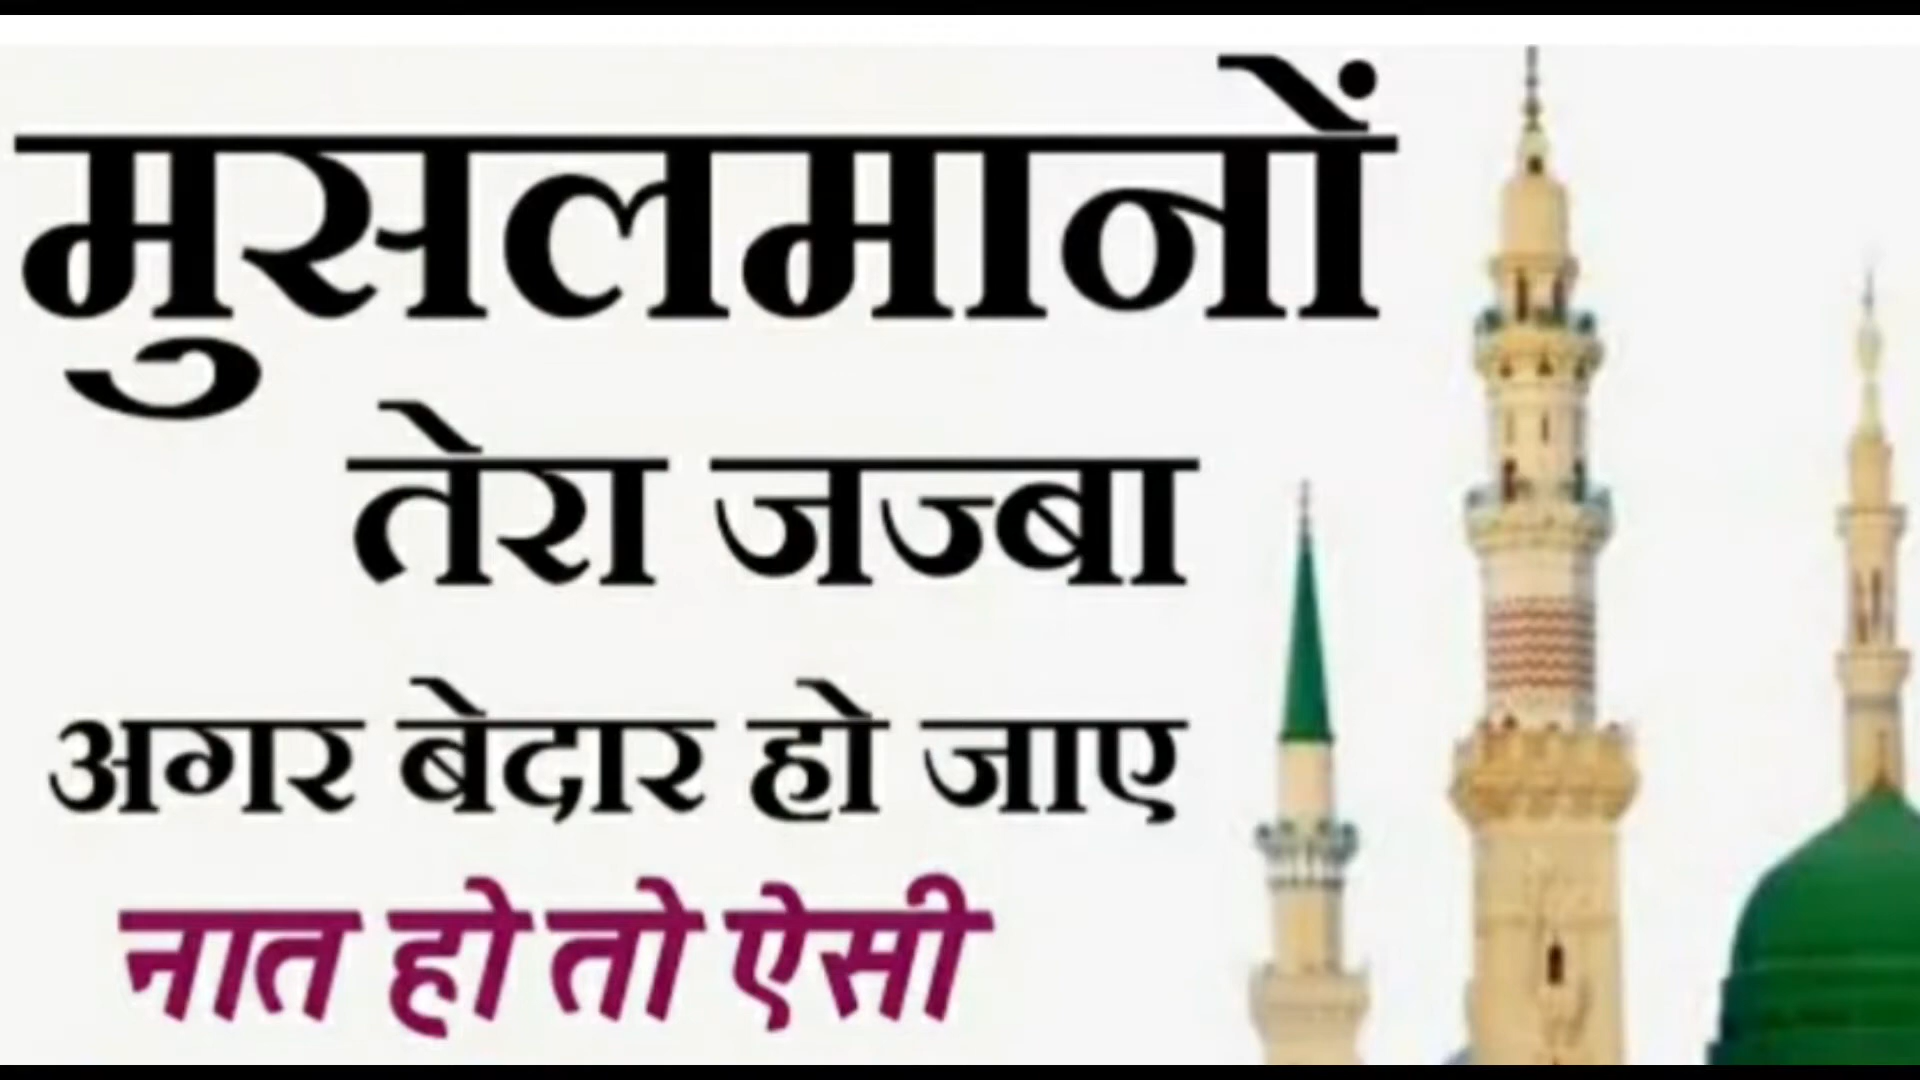 मुसलमानों
तेरा जज्बा
अगर बेदार हो जाए
नात हो तो ऐसी